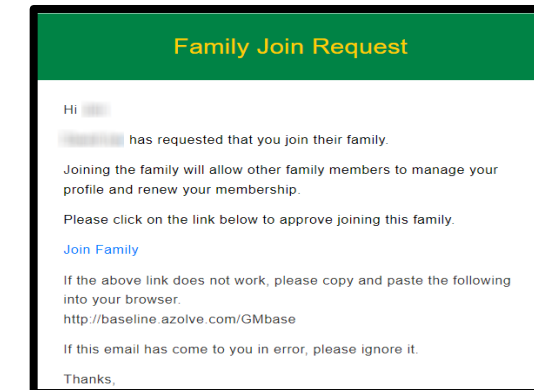 Family Join Request
Hi
has requested that you join their family.
Joining the family will allow other family members to manage your
profile and renew your membership.
Please click on the link below to approve joining this family.
Join Family
If the above link does not work, please copy and paste the following
into your browser.
http://baseline.azolve.com/GMbase
If this email has come to you in error, please ignore it.
Thanks,